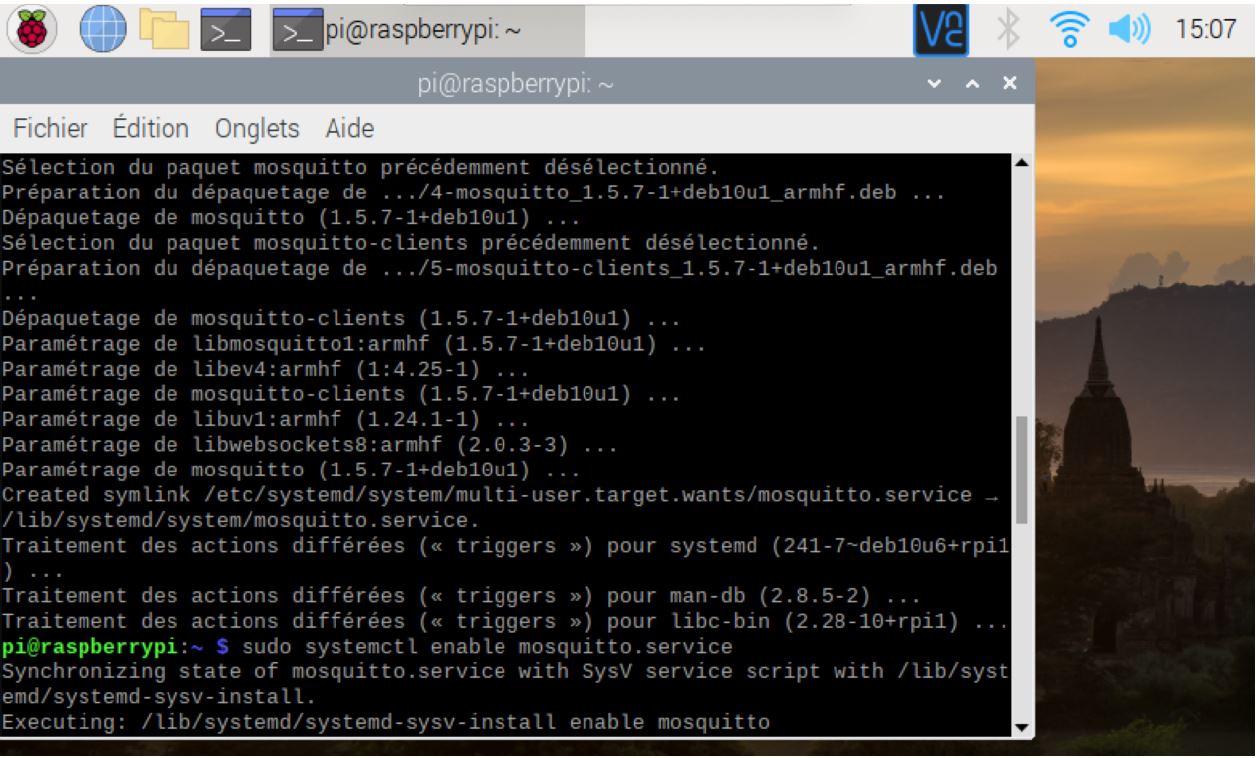 pi@raspberrypi: ~
15:07
pi@raspberrypi: ~
Fichier Édition Onglets Aide
Sélection du paquet mosquitto précédemment désélectionné.
Préparation du dépaquetage de .../4-mosquitto_1.5.7-1+deb10u1_armhf.deb ...
Dépaquetage de mosquitto (1.5.7-1+deb10u1) ...
Sélection du paquet mosquitto-clients précédemment désélectionné.
Préparation du dépaquetage de .../5-mosquitto-clients_1.5.7-1+deb10u1_armhf.deb
...
Dépaquetage de mosquitto-clients (1.5.7-1+deb10u1) ...
Paramétrage de libmosquitto1:armhf (1.5.7-1+deb10u1) ...
Paramétrage de libev4:armhf (1:4.25-1) ...
Paramétrage de mosquitto-clients (1.5.7-1+deb10u1) ...
Paramétrage de libuv1:armhf (1.24.1-1) ...
Paramétrage de libwebsockets8:armhf (2.0.3-3) ...
Paramétrage de mosquitto (1.5.7-1+deb10u1) ...
Created symlink /etc/systemd/system/multi-user.target.wants/mosquitto.service →
/lib/systemd/system/mosquitto.service.
Traitement des actions différées (« triggers ») pour systemd (241-7~deb10u6+rpi1
) ...
Traitement des actions différées (« triggers ») pour man-db (2.8.5-2) ...
Traitement des actions différées (« triggers ») pour libc-bin (2.28-10+rpi1) ...
pi@raspberrypi:~ $ sudo systemctl enable mosquitto.service
Synchronizing state of mosquitto.service with SysV service script with /lib/syst
emd/systemd-sysv-install.
Executing: /lib/systemd/systemd-sysv-install enable mosquitto